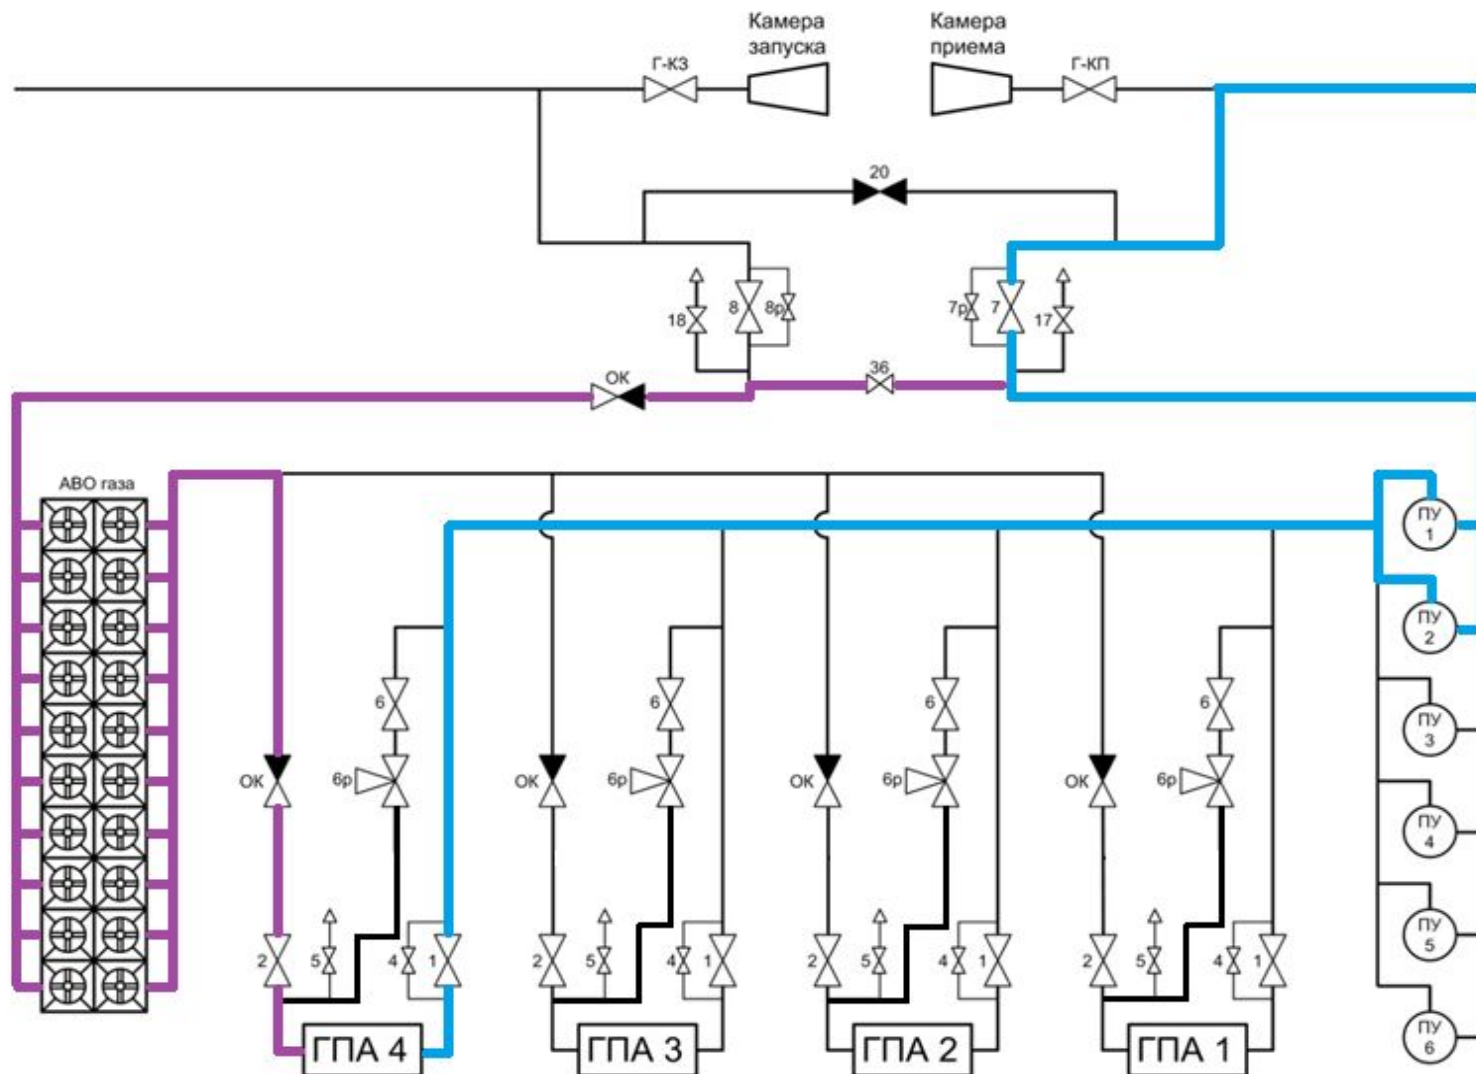 Камера
запуска
Камера
приема
Г-КЗ
Г-КП
20
18
8
8р
7р
7
17
36
ОК
АВО газа
ПУ
1
ПУ
2
ПУ
3
ПУ
4
ПУ
5
ПУ
6
6
6
6
6
ОК
6р
ОК
6р
ОК
6р
ОК
6р
2
5
4
1
2
5
4
1
2
5
4
1
2
5
4
1
ГПА 4
ГПА 3
ГПА 2
ГПА 1